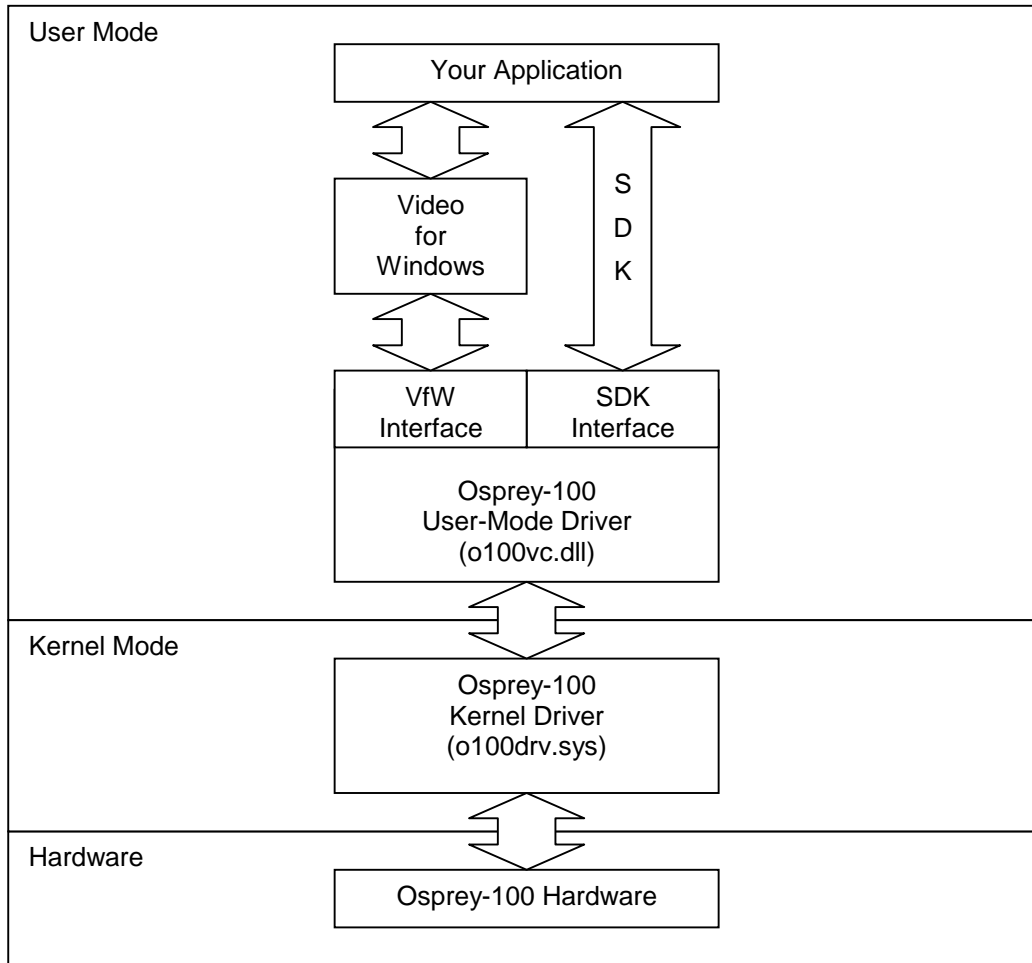 User Mode
Your Application
Video
for
Windows
S
D
K
VfW
Interface
SDK
Interface
Osprey-100
User-Mode Driver
(o100vc.dll)
Kernel Mode
Osprey-100
Kernel Driver
(o100drv.sys)
Hardware
Osprey-100 Hardware